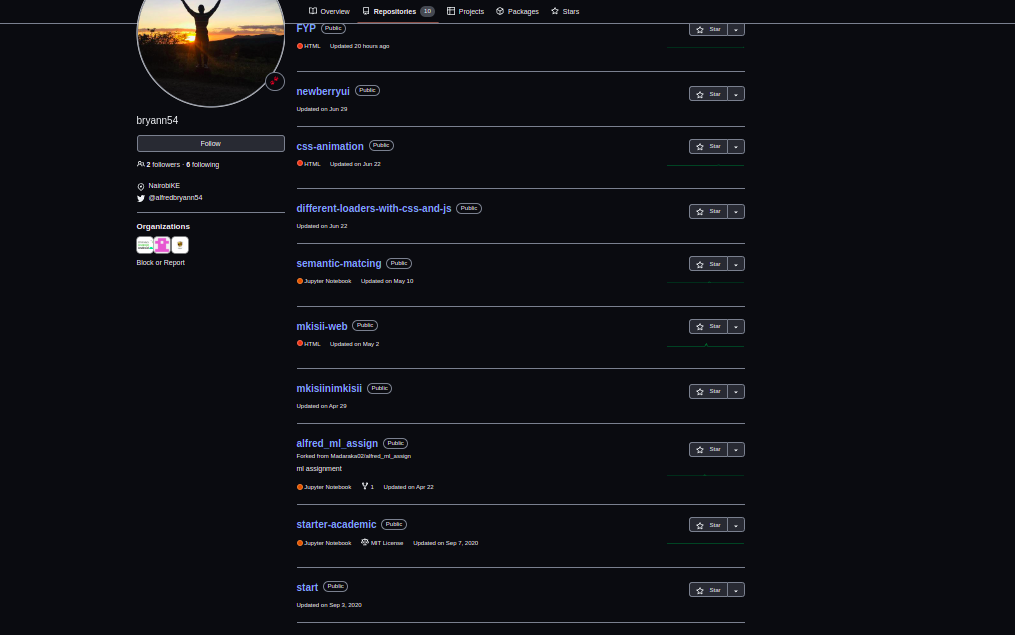 Overview Repositories 10 Projects Packages Stars
bryann54
Follow
2 followers · 6 following
NairobiKE
@alfredbryann54
Organizations
Block or Report
FYP Public Star
HTML Updated 20 hours ago
newberryui Public Star
Updated on Jun 29
css-animation Public Star
HTML Updated on Jun 22
different-loaders-with-css-and-js Public Star
Updated on Jun 22
semantic-matcing Public Star
Jupyter Notebook Updated on May 10
mkisii-web Public Star
HTML Updated on May 2
mkisiinimkisii Public Star
Updated on Apr 29
alfred_ml_assign Public Star
Forked from Madaraka02/alfred_ml_assign
ml assignment
Jupyter Notebook 1 Updated on Apr 22
starter-academic Public Star
Jupyter Notebook MIT License Updated on Sep 7, 2020
start Public Star
Updated on Sep 3, 2020